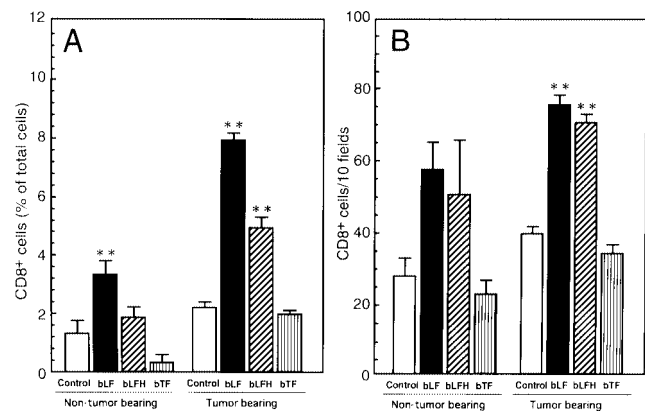 A
CD8+ cells (% of total cells)
12
10
8
6
4
2
0
**
**
**
Control bLF bLFH bTF Control bLF bLFH bTF
Non-tumor bearing Tumor bearing
B
CD8+ cells/10 fields
100
80
60
40
20
00
**
**
Control bLF bLFH bTF Control bLF bLFH bTF
Non-tumor bearing Tumor bearing